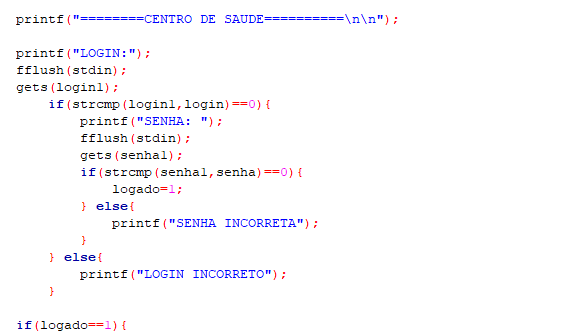 printf("========CENTRO DE SAUDE==========\n\n");
printf("LOGIN:");
fflush(stdin);
gets(login1);
    if(strcmp(login1,login)==0){
        printf("SENHA: ");
        fflush(stdin);
        gets(senha1);
        if(strcmp(senha1,senha)==0){
            logado=1;
        } else{
            printf("SENHA INCORRETA");
        }
    } else{
        printf("LOGIN INCORRETO");
    }
if(logado==1){